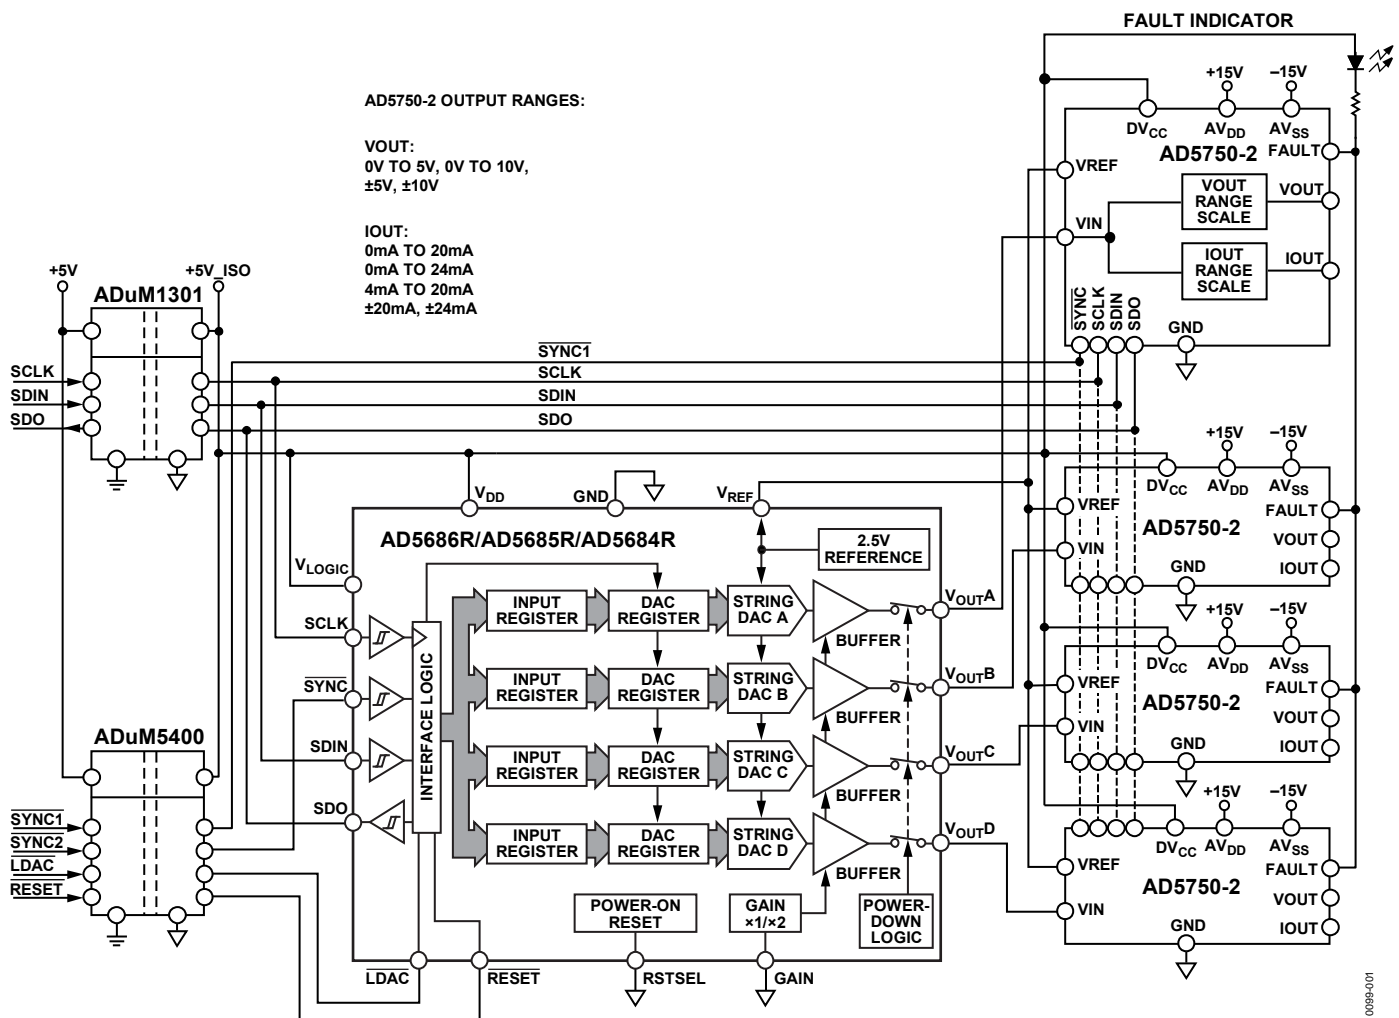 FAULT INDICATOR
AD5750-2 OUTPUT RANGES:
VOUT:
0V TO 5V, 0V TO 10V,
±5V, ±10V
IOUT:
0mA TO 20mA
0mA TO 24mA
4mA TO 20mA
±20mA, ±24mA
+15V
–15V
DVCC
AVDD
AVSS
AD5750-2
FAULT
VREF
VOUT
RANGE
SCALE
VOUT
VIN
IOUT
RANGE
SCALE
IOUT
SYNC
SCLK
SDIN
SDO
GND
+5V
+5V_ISO
ADuM1301
SCLK
SDIN
SDO
SYNC1
SCLK
SDIN
SDO
VDD
GND
VREF
AD5686R/AD5685R/AD5684R
2.5V
REFERENCE
VLOGIC
SCLK
SYNC
SDIN
SDO
INTERFACE LOGIC
INPUT
REGISTER
DAC
REGISTER
STRING
DAC A
BUFFER
VOUTA
INPUT
REGISTER
DAC
REGISTER
STRING
DAC B
BUFFER
VOUTB
INPUT
REGISTER
DAC
REGISTER
STRING
DAC C
BUFFER
VOUTC
INPUT
REGISTER
DAC
REGISTER
STRING
DAC D
BUFFER
VOUTD
POWER-ON
RESET
GAIN
×1/×2
POWER-
DOWN
LOGIC
LDAC
RESET
RSTSEL
GAIN
ADuM5400
SYNC1
SYNC2
LDAC
RESET
+15V
–15V
DVCC
AVDD
AVSS
VREF
AD5750-2
FAULT
VIN
VOUT
GND
IOUT
+15V
–15V
DVCC
AVDD
AVSS
VREF
AD5750-2
FAULT
VIN
VOUT
GND
IOUT
+15V
–15V
DVCC
AVDD
AVSS
VREF
AD5750-2
FAULT
VIN
VOUT
GND
IOUT
0099-001